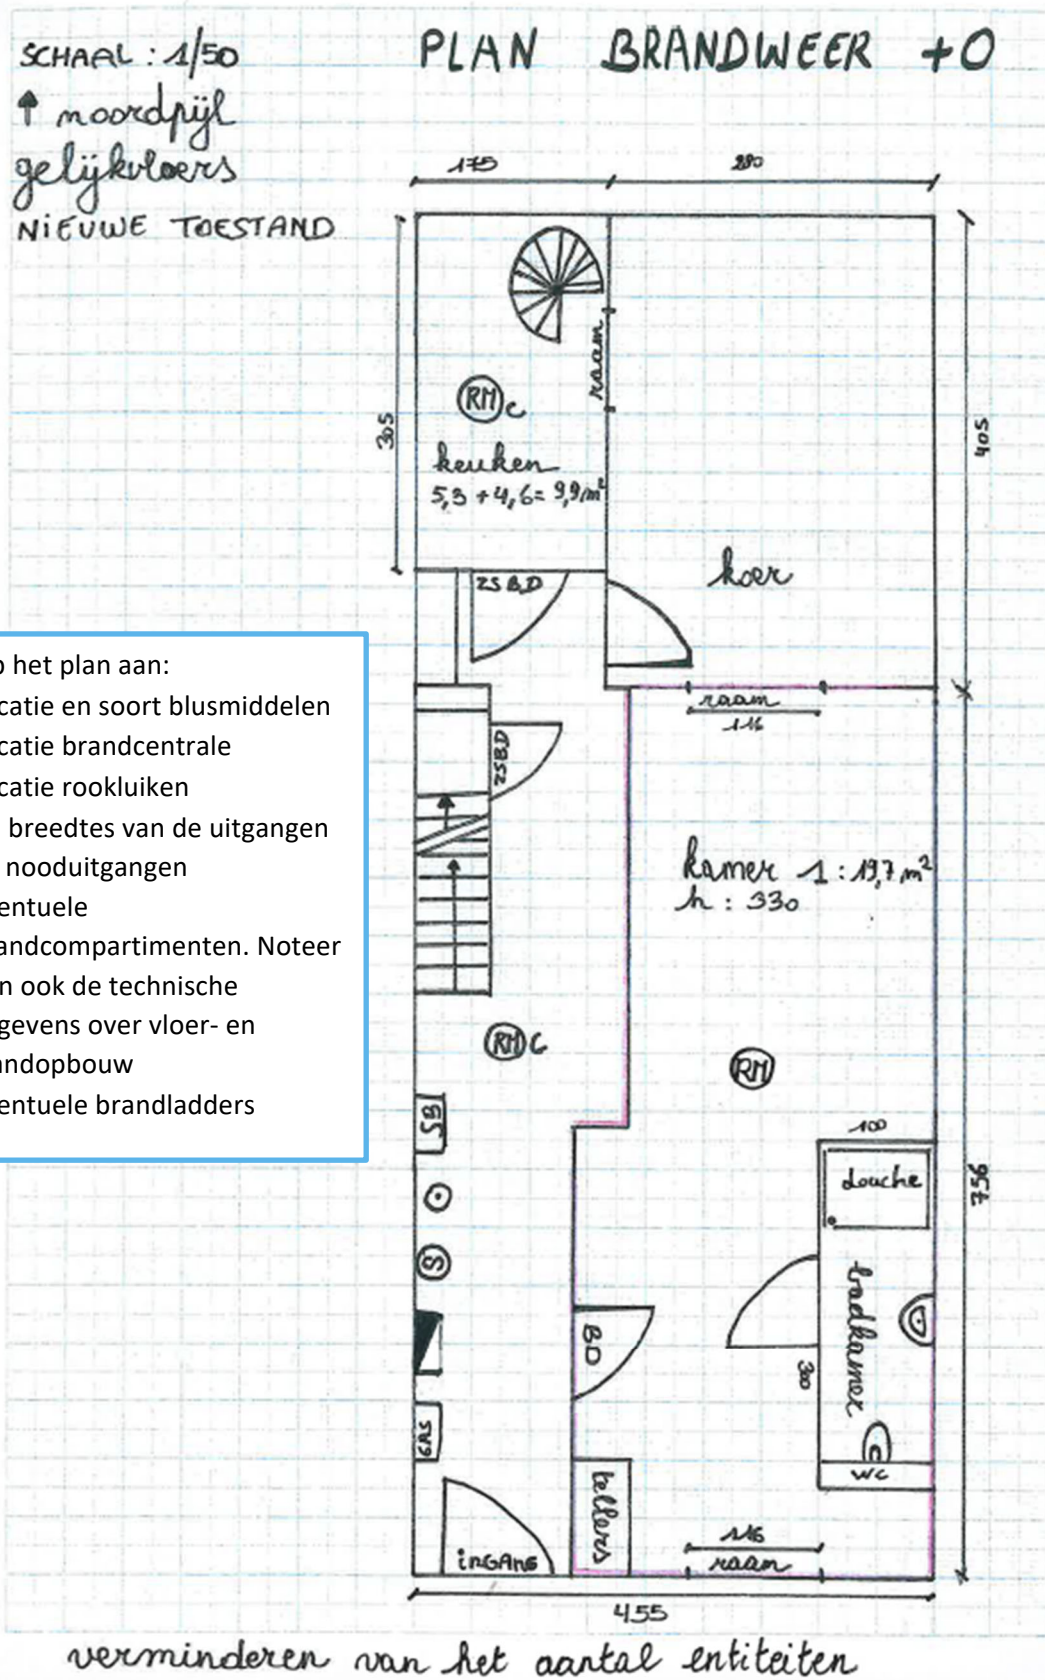 SCHAAL : 1/50
↑ noordpijl
gelijkvloers
NIEUWE TOESTAND
PLAN BRANDWEER +0
175
280
305
405
raam
RM C
keuken
5,3 + 4,6 = 9,9 m²
ZSBD
koer
raam
116
ZSBD
p het plan aan:
catie en soort blusmiddelen
catie brandcentrale
catie rookluiken
breedtes van de uitgangen
nooduitgangen
entuele
andcompartimenten. Noteer
n ook de technische
gevens over vloer- en
andopbouw
entuele brandladders
kamer 1 : 19,7 m²
h : 330
RM C
RM
SB
100
douche
756
S
badkamer
BD
300
GAS
WC
tellers
inGANG
116
raam
455
verminderen van het aantal entiteiten